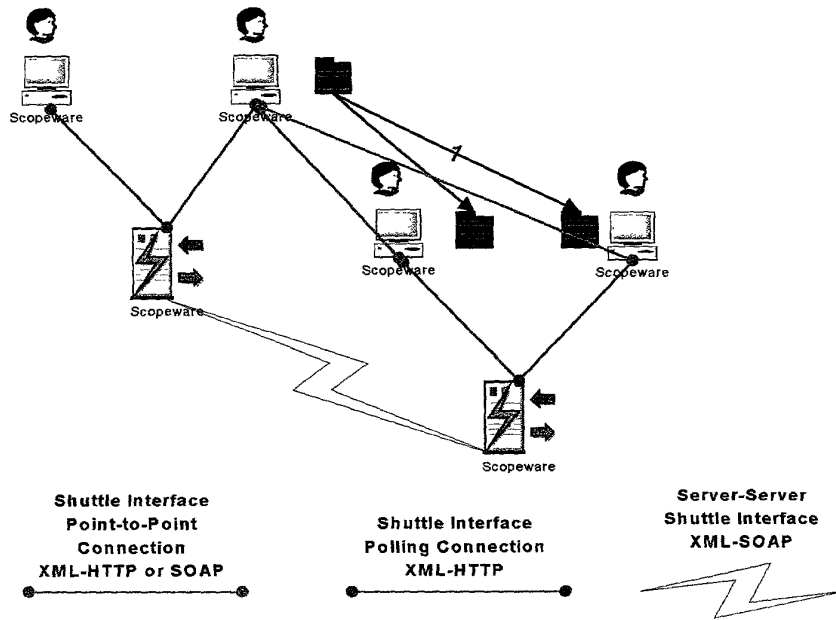 Scopeware
Scopeware
1
Scopeware
Scopeware
Scopeware
Scopeware
Shuttle Interface
Point-to-Point
Connection
XML-HTTP or SOAP
Shuttle Interface
Polling Connection
XML-HTTP
Server-Server
Shuttle Interface
XML-SOAP